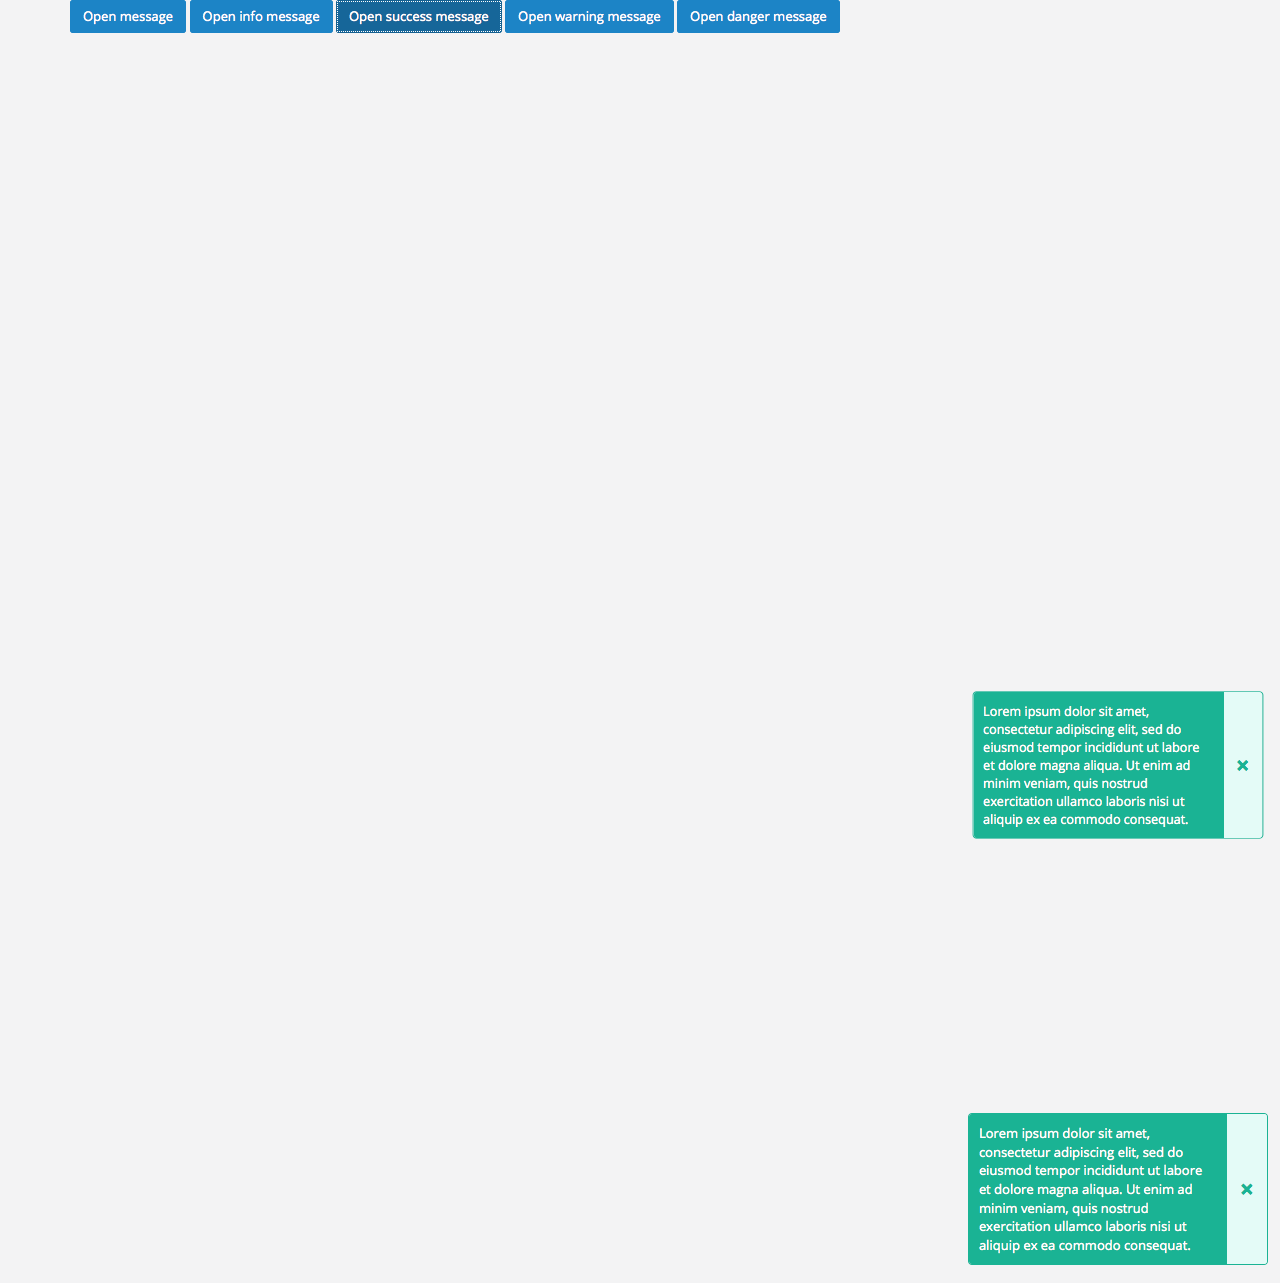 Open message Open info message Open success message Open warning message Open danger message
Lorem ipsum dolor sit amet,
consectetur adipiscing elit, sed do
eiusmod tempor incididunt ut labore
et dolore magna aliqua. Ut enim ad
minim veniam, quis nostrud
exercitation ullamco laboris nisi ut
aliquip ex ea commodo consequat.
Lorem ipsum dolor sit amet,
consectetur adipiscing elit, sed do
eiusmod tempor incididunt ut labore
et dolore magna aliqua. Ut enim ad
minim veniam, quis nostrud
exercitation ullamco laboris nisi ut
aliquip ex ea commodo consequat.